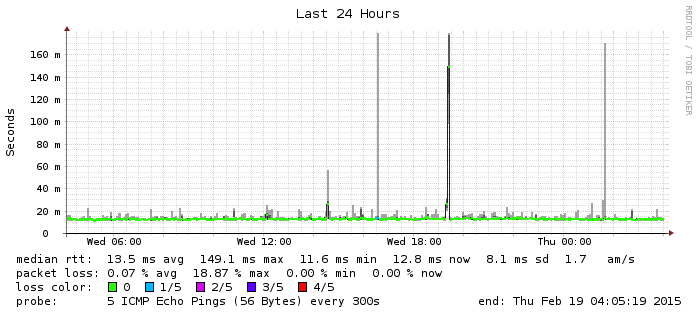 Last 24 Hours
RRDTOOL / TOBI OETIKER
Seconds
160 m
140 m
120 m
100 m
80 m
60 m
40 m
20 m
0
Wed 06:00 Wed 12:00 Wed 18:00 Thu 00:00
median rtt: 13.5 ms avg 149.1 ms max 11.6 ms min 12.8 ms now 8.1 ms sd 1.7 am/s
packet loss: 0.07 % avg 18.87 % max 0.00 % min 0.00 % now
loss color: 0 1/5 2/5 3/5 4/5
probe: 5 ICMP Echo Pings (56 Bytes) every 300s end: Thu Feb 19 04:05:19 2015